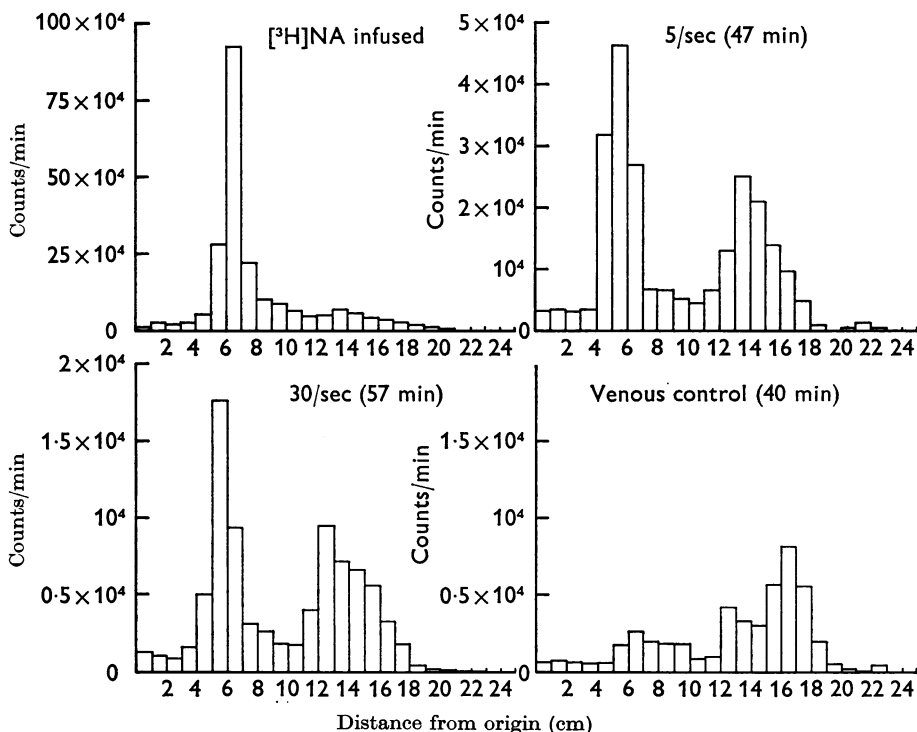 [³H]NA infused
100×10⁴
75×10⁴
50×10⁴
25×10⁴
0
Counts/min
2 4 6 8 10 12 14 16 18 20 22 24
5/sec (47 min)
5×10⁴
4×10⁴
3×10⁴
2×10⁴
10⁴
0
Counts/min
2 4 6 8 10 12 14 16 18 20 22 24
30/sec (57 min)
2×10⁴
1·5×10⁴
10⁴
0·5×10⁴
0
Counts/min
2 4 6 8 10 12 14 16 18 20 22 24
Venous control (40 min)
1·5×10⁴
10⁴
0·5×10⁴
0
Counts/min
2 4 6 8 10 12 14 16 18 20 22 24
Distance from origin (cm)